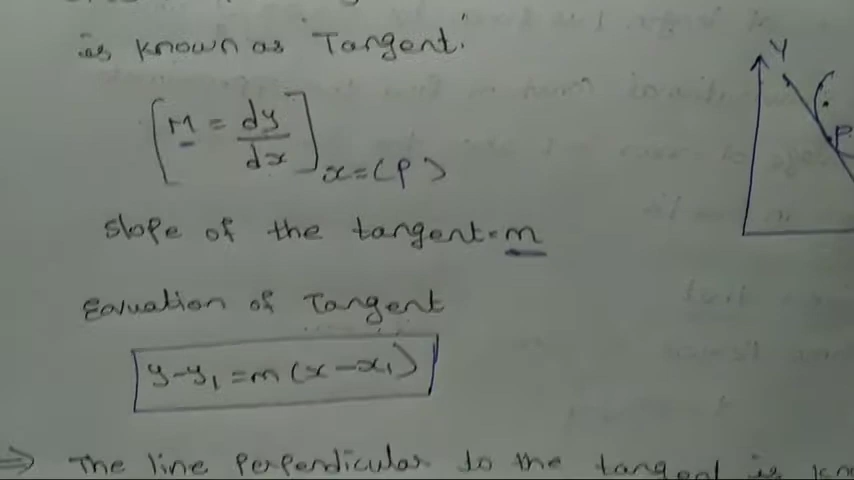 is known as Tangent.
[M = dy/dx] x=(P)
slope of the tangent = m
Equation of Tangent
y-y₁ = m(x-x₁)
⇒ The line perpendicular to the tangent is
Y
P